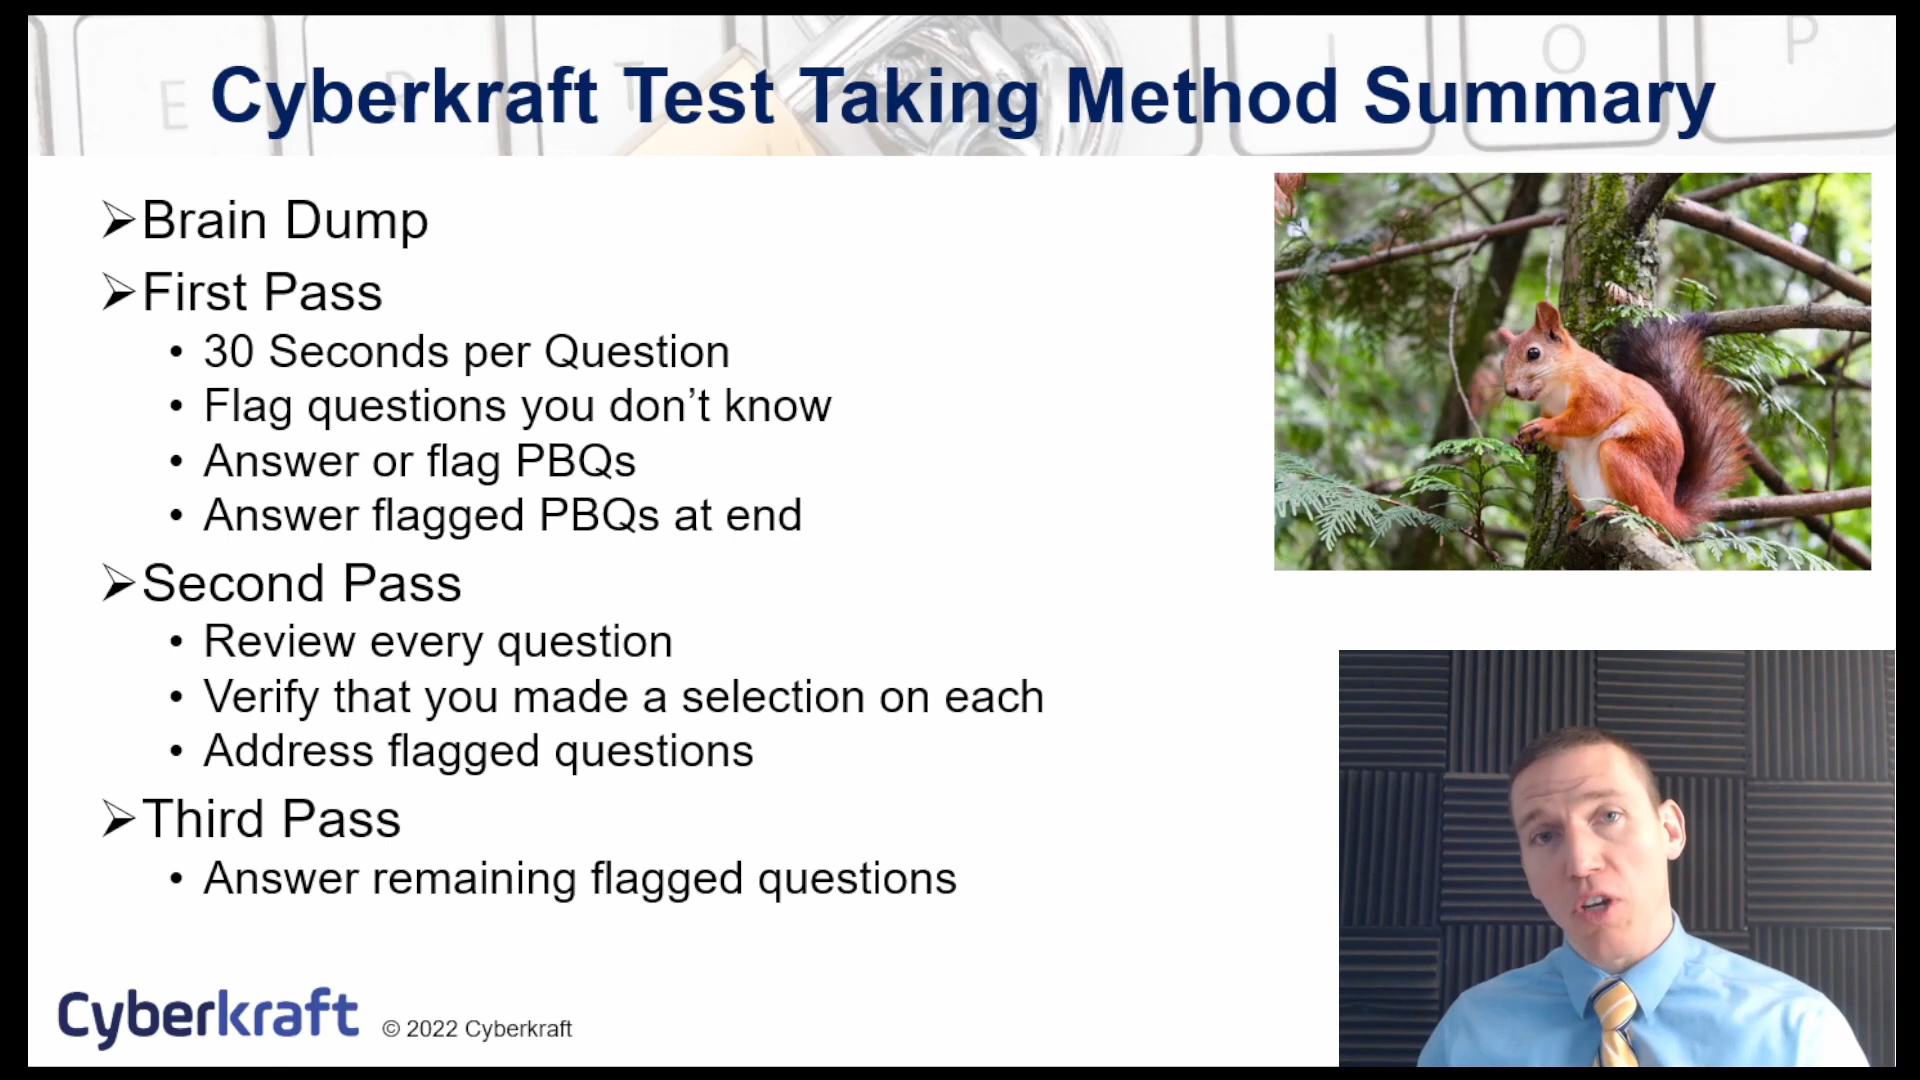 Cyberkraft Test Taking Method Summary
➢Brain Dump
➢First Pass
• 30 Seconds per Question
• Flag questions you don’t know
• Answer or flag PBQs
• Answer flagged PBQs at end
➢Second Pass
• Review every question
• Verify that you made a selection on each
• Address flagged questions
➢Third Pass
• Answer remaining flagged questions
Cyberkraft © 2022 Cyberkraft